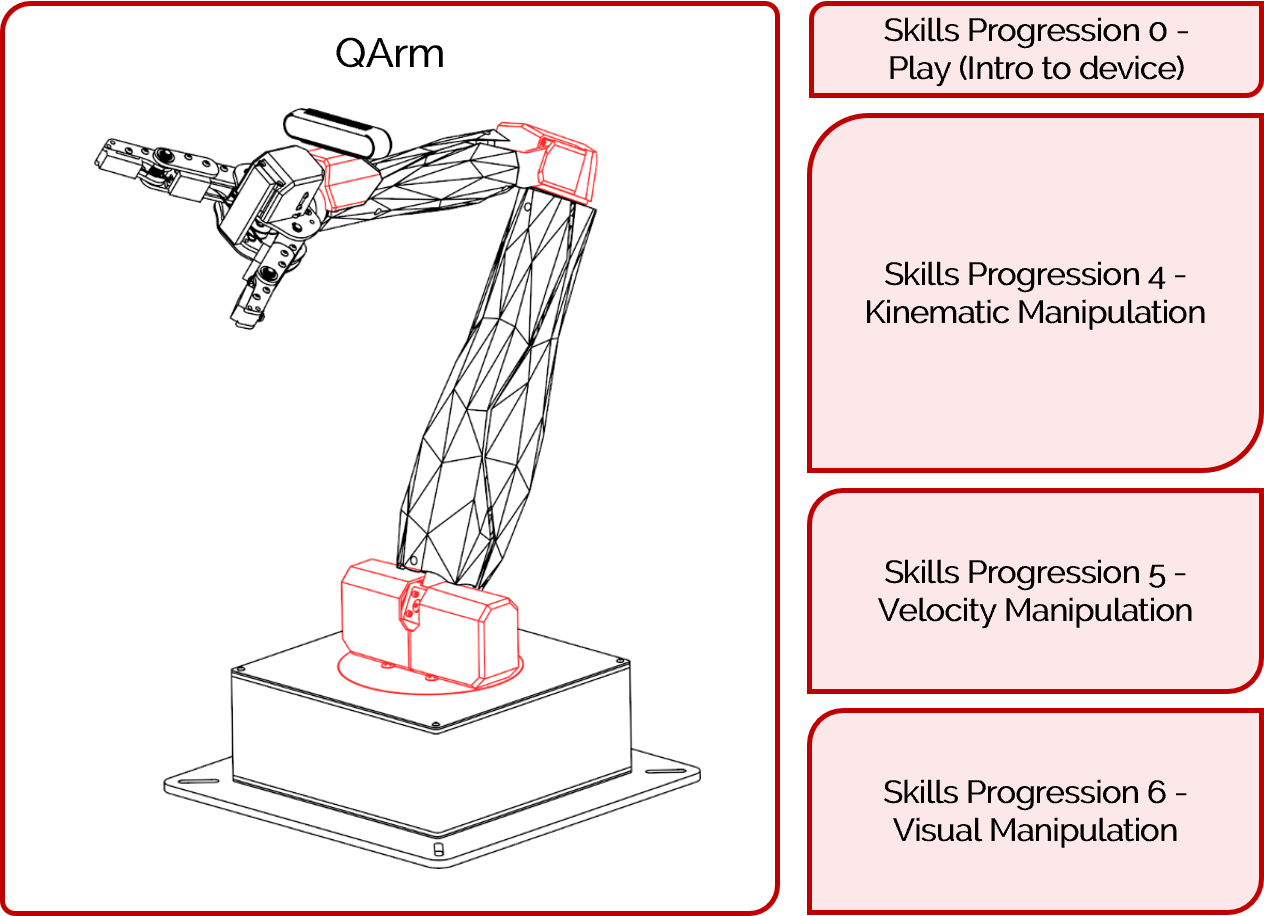 QArm
Skills Progression 0 -
Play (Intro to device)
Skills Progression 4 -
Kinematic Manipulation
Skills Progression 5 -
Velocity Manipulation
Skills Progression 6 -
Visual Manipulation